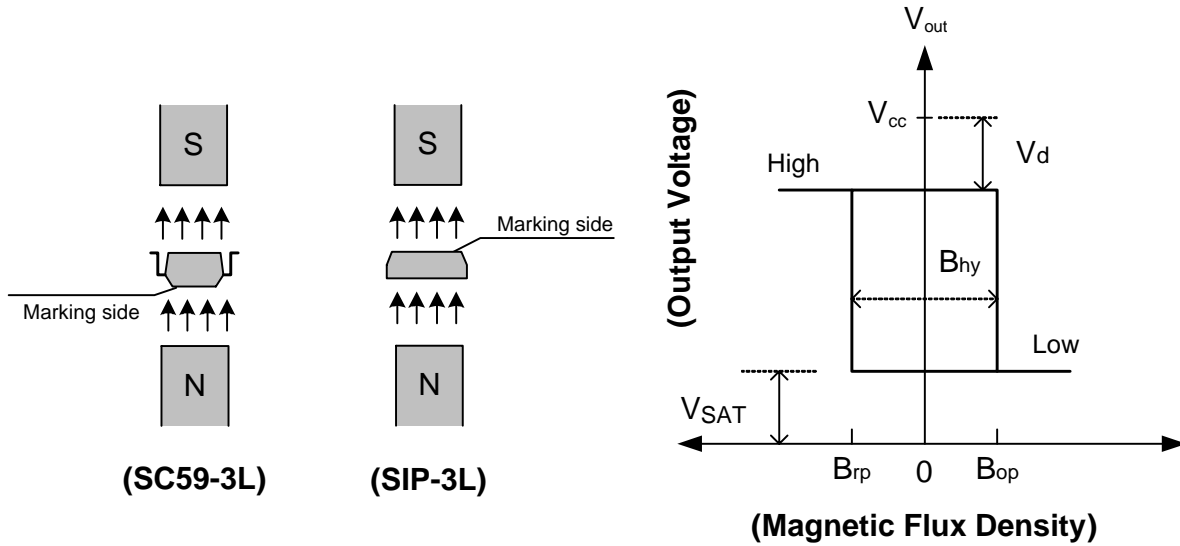 S
Marking side
N
(SC59-3L)
S
Marking side
N
(SIP-3L)
Vout
(Output Voltage)
Vcc
Vd
High
Bhy
Low
VSAT
Brp
0
Bop
(Magnetic Flux Density)